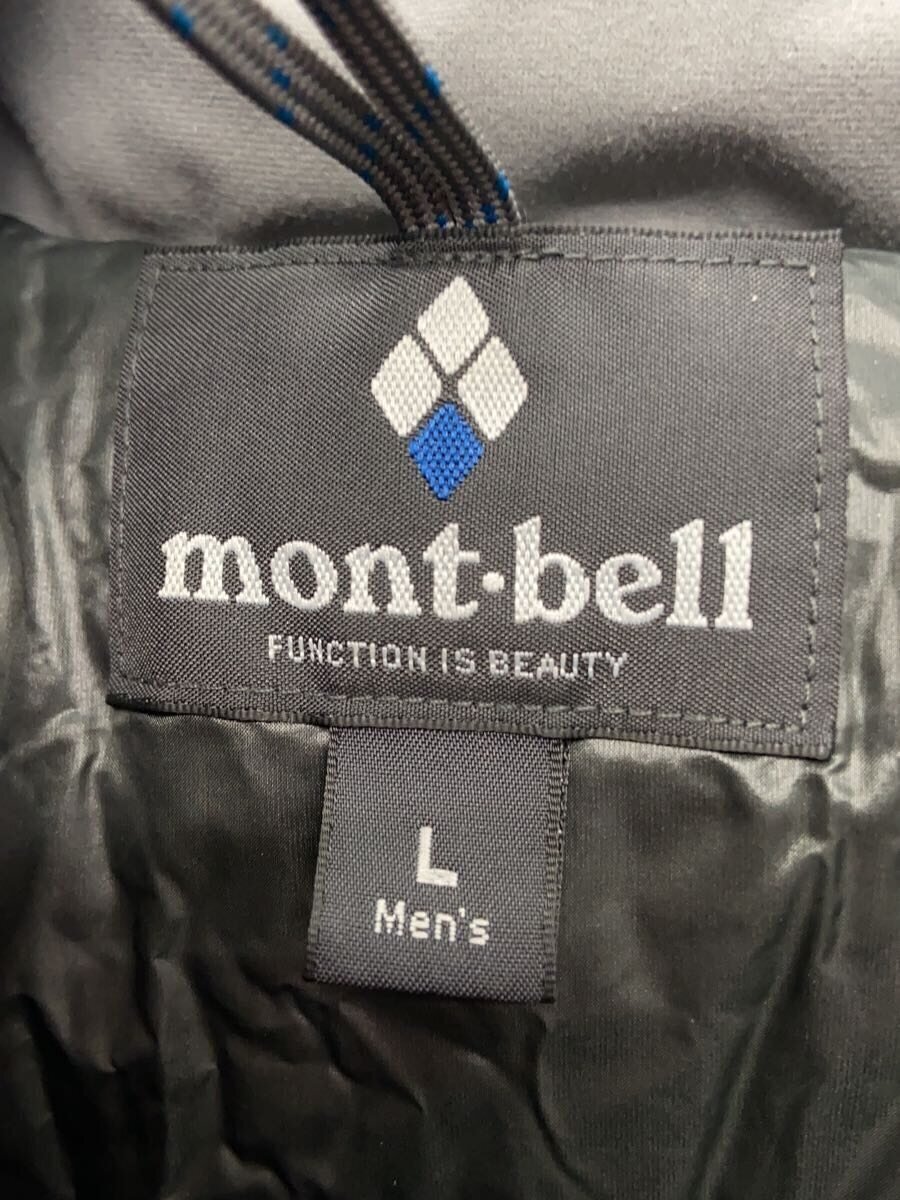 mont·bell
FUNCTION IS BEAUTY
L
Men's